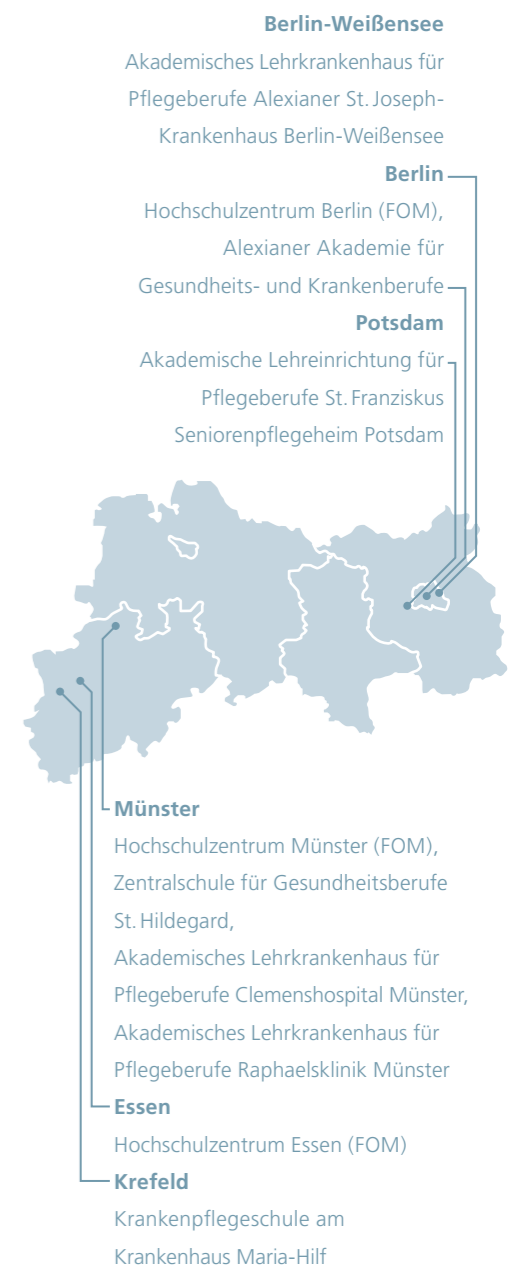 Berlin-Weißensee
Akademisches Lehrkrankenhaus für
Pflegeberufe Alexianer St. Joseph-
Krankenhaus Berlin-Weißensee
Berlin
Hochschulzentrum Berlin (FOM),
Alexianer Akademie für
Gesundheits- und Krankenberufe
Potsdam
Akademische Lehreinrichtung für
Pflegeberufe St. Franziskus
Seniorenpflegeheim Potsdam
Münster
Hochschulzentrum Münster (FOM),
Zentralschule für Gesundheitsberufe
St. Hildegard,
Akademisches Lehrkrankenhaus für
Pflegeberufe Clemenshospital Münster,
Akademisches Lehrkrankenhaus für
Pflegeberufe Raphaelsklinik Münster
Essen
Hochschulzentrum Essen (FOM)
Krefeld
Krankenpflegeschule am
Krankenhaus Maria-Hilf